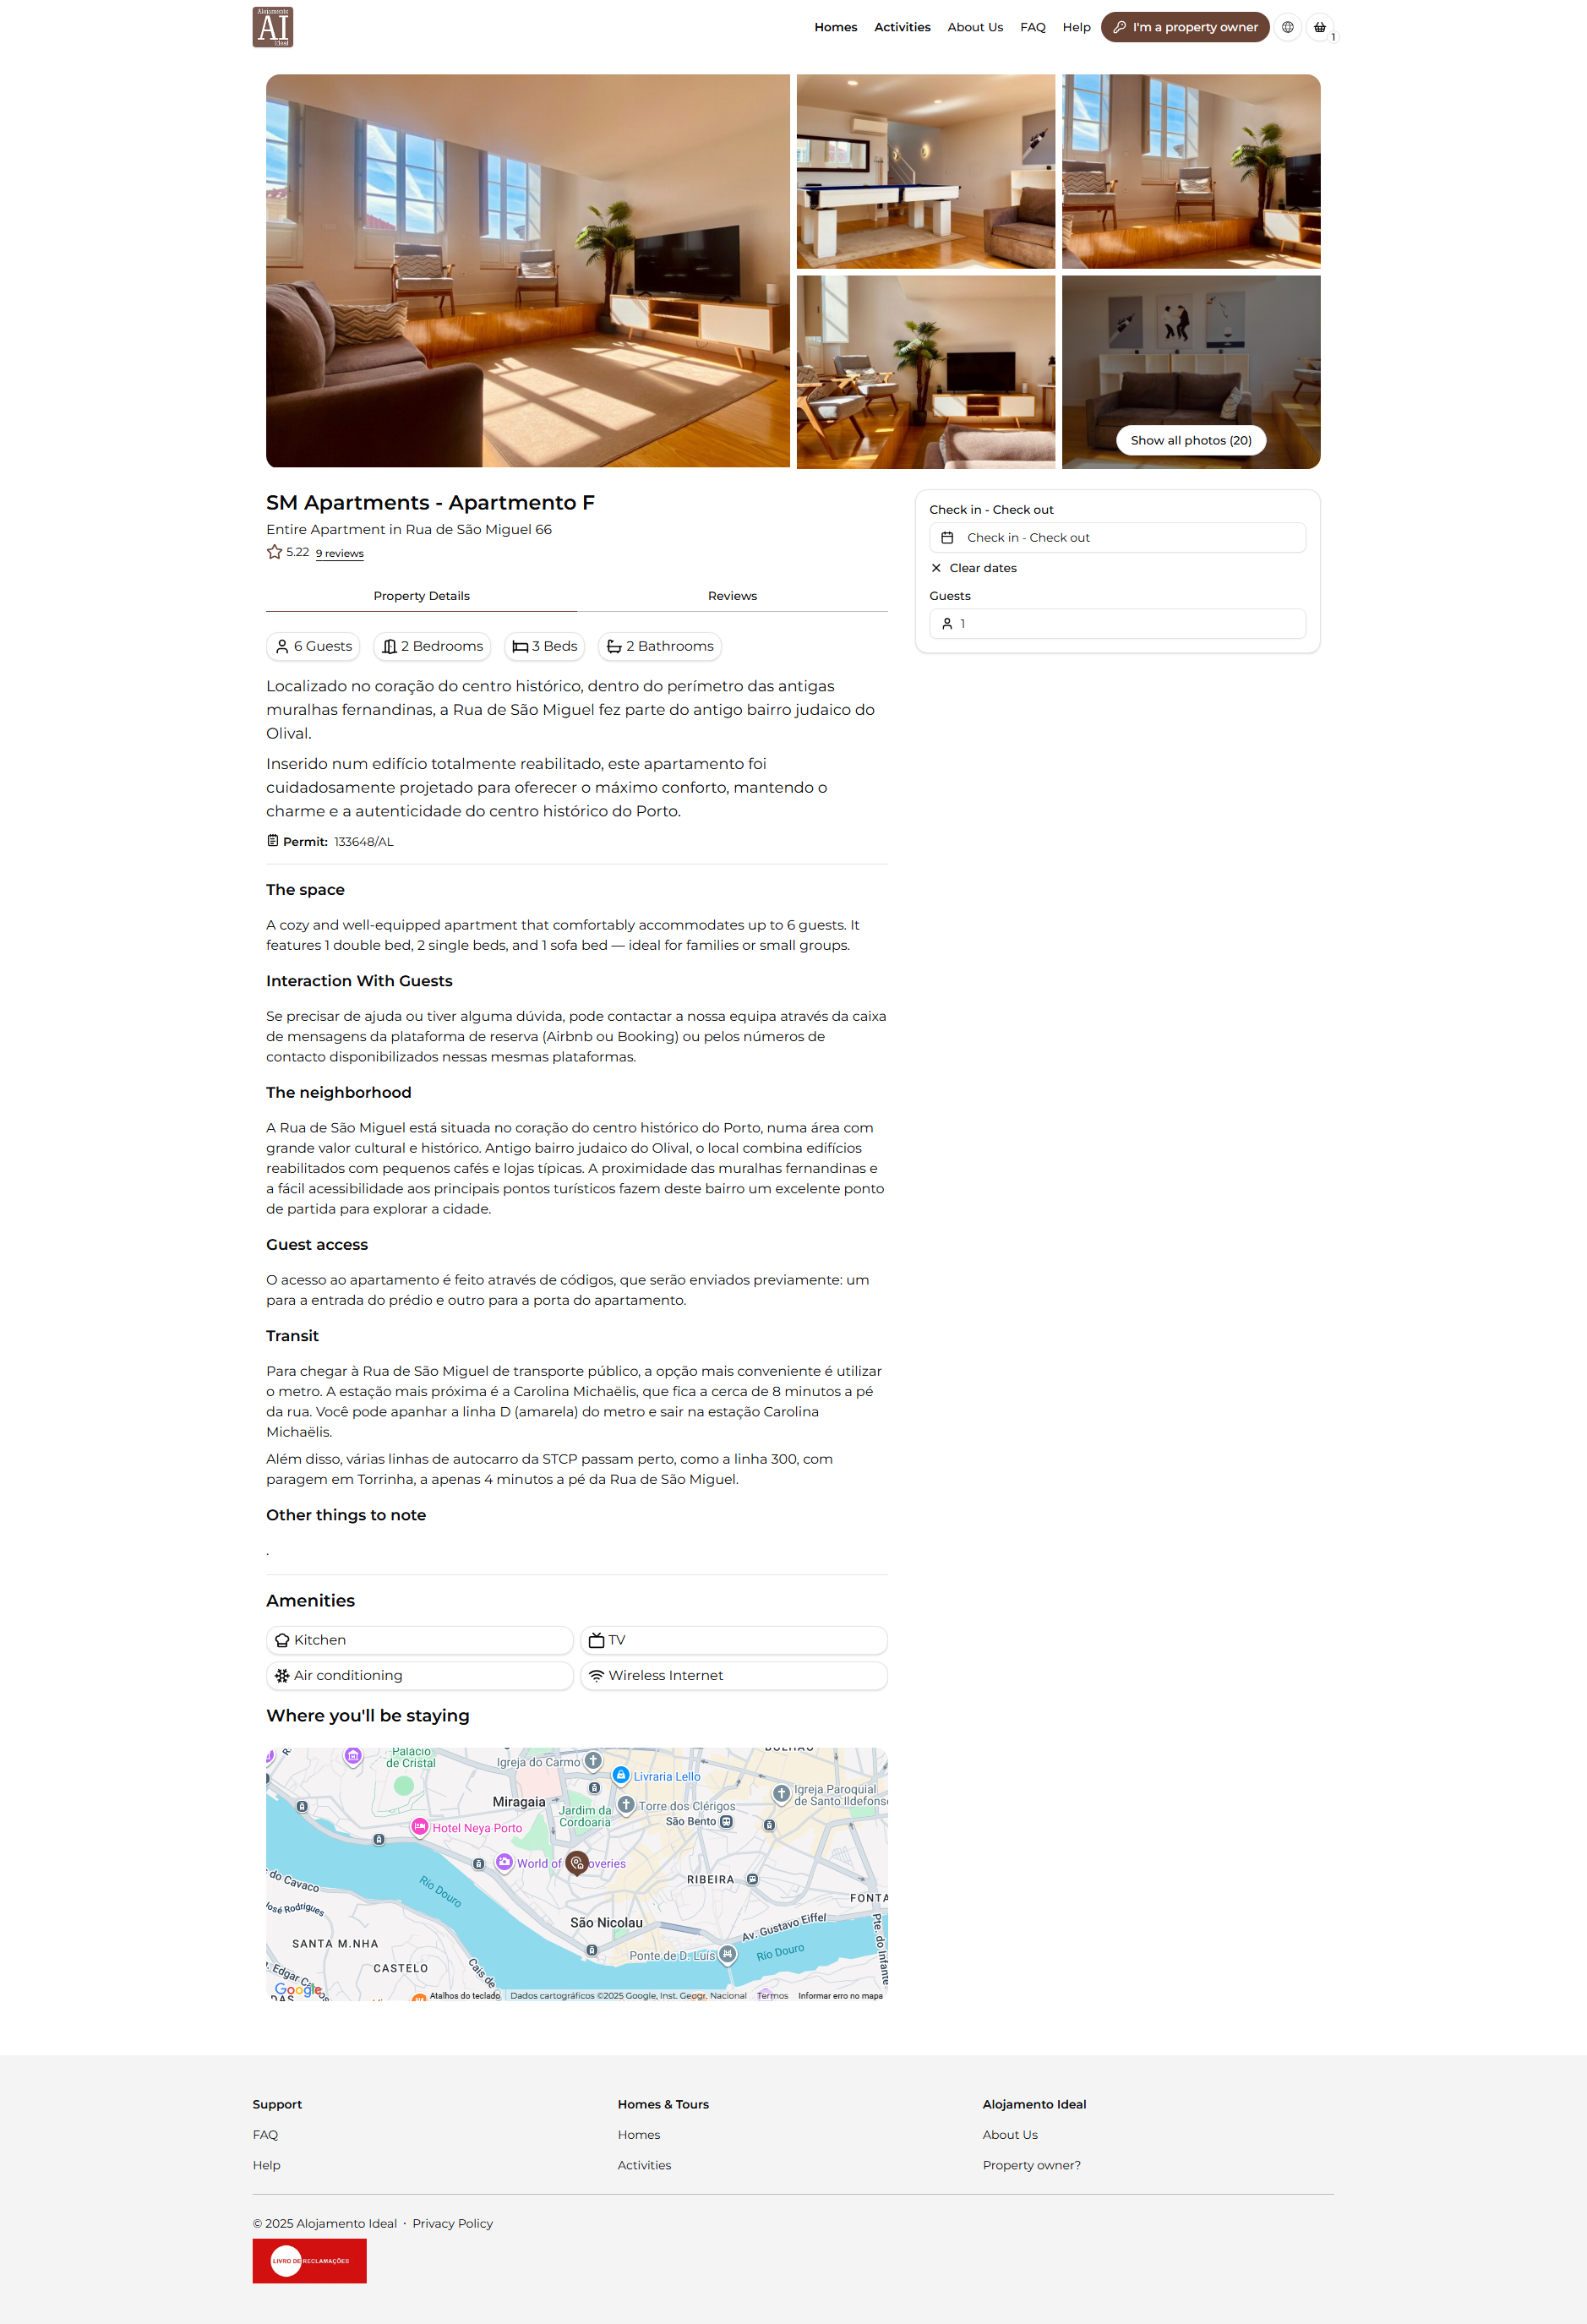 Alojamento
AI
Ideal
Homes
Activities
About Us
FAQ
Help
I'm a property owner
1
Show all photos (20)
SM Apartments - Apartmento F
Entire Apartment in Rua de São Miguel 66
5.22 9 reviews
Property Details
Reviews
6 Guests
2 Bedrooms
3 Beds
2 Bathrooms
Localizado no coração do centro histórico, dentro do perímetro das antigas
muralhas fernandinas, a Rua de São Miguel fez parte do antigo bairro judaico do
Olival.
Inserido num edifício totalmente reabilitado, este apartamento foi
cuidadosamente projetado para oferecer o máximo conforto, mantendo o
charme e a autenticidade do centro histórico do Porto.
Permit: 133648/AL
The space
A cozy and well-equipped apartment that comfortably accommodates up to 6 guests. It
features 1 double bed, 2 single beds, and 1 sofa bed — ideal for families or small groups.
Interaction With Guests
Se precisar de ajuda ou tiver alguma dúvida, pode contactar a nossa equipa através da caixa
de mensagens da plataforma de reserva (Airbnb ou Booking) ou pelos números de
contacto disponibilizados nessas mesmas plataformas.
The neighborhood
A Rua de São Miguel está situada no coração do centro histórico do Porto, numa área com
grande valor cultural e histórico. Antigo bairro judaico do Olival, o local combina edifícios
reabilitados com pequenos cafés e lojas típicas. A proximidade das muralhas fernandinas e
a fácil acessibilidade aos principais pontos turísticos fazem deste bairro um excelente ponto
de partida para explorar a cidade.
Guest access
O acesso ao apartamento é feito através de códigos, que serão enviados previamente: um
para a entrada do prédio e outro para a porta do apartamento.
Transit
Para chegar à Rua de São Miguel de transporte público, a opção mais conveniente é utilizar
o metro. A estação mais próxima é a Carolina Michaëlis, que fica a cerca de 8 minutos a pé
da rua. Você pode apanhar a linha D (amarela) do metro e sair na estação Carolina
Michaëlis.
Além disso, várias linhas de autocarro da STCP passam perto, como a linha 300, com
paragem em Torrinha, a apenas 4 minutos a pé da Rua de São Miguel.
Other things to note
.
Amenities
Kitchen
TV
Air conditioning
Wireless Internet
Where you'll be staying
Palácio
de Cristal
Igreja do Carmo
BOLHÃO
Livraria Lello
Igreja Paroquial
de Santo Ildefonso
Miragaia
Jardim da
Cordoaria
Torre dos Clérigos
São Bento
Hotel Neya Porto
World of
overies
RIBEIRA
Rio Douro
do Cavaco
José Rodrigues
FONTA
São Nicolau
Av. Gustavo Eiffel
Pte. do Infante
SANTA M.NHA
Ponte de D. Luís
Rio Douro
CASTELO
Cais de
Edgar
Google
DAS
Atalhos do teclado
Dados cartográficos ©2025 Google, Inst. Geogr. Nacional
Termos
Informar erro no mapa
Check in - Check out
Check in - Check out
Clear dates
Guests
1
Support
FAQ
Help
Homes & Tours
Homes
Activities
Alojamento Ideal
About Us
Property owner?
© 2025 Alojamento Ideal · Privacy Policy
LIVRO DE RECLAMAÇÕES